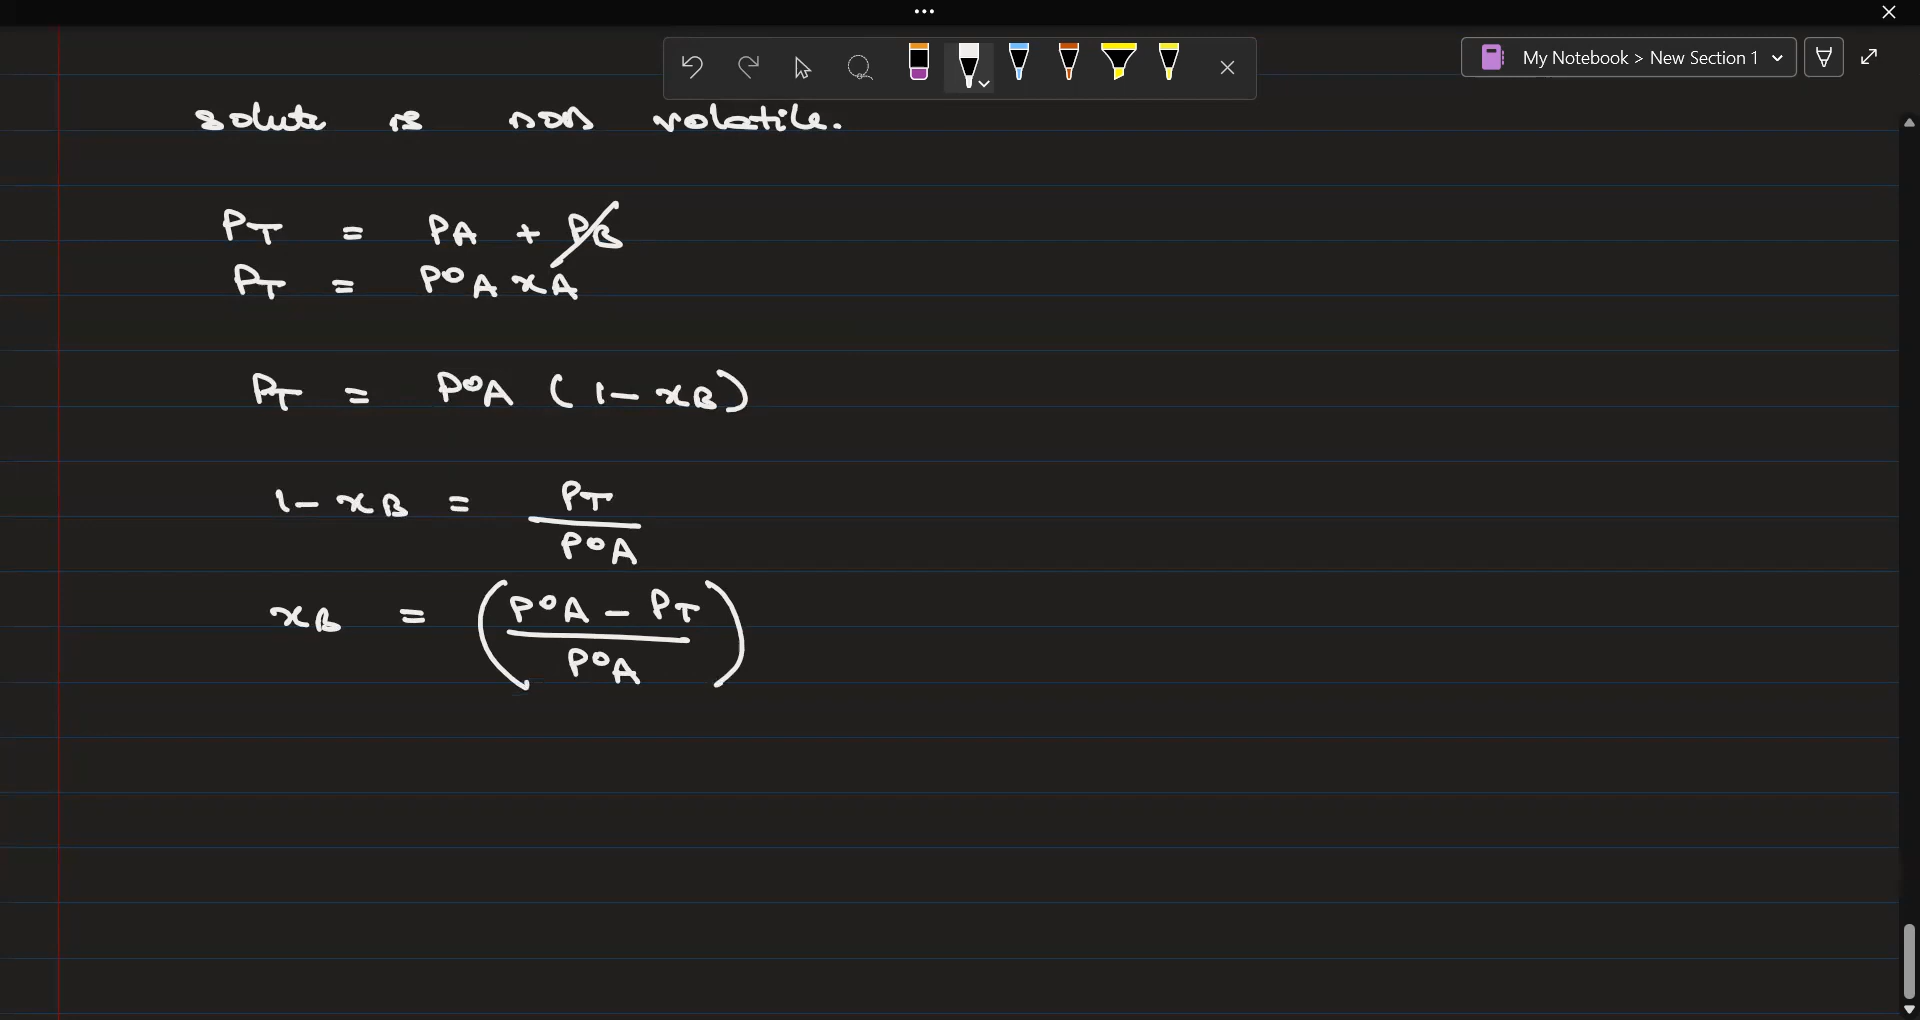 ...
My Notebook > New Section 1
solute is non volatile.
PT = PA + PB
PT = P°A xA
PT = P°A (1 - xB)
1 - xB = PT / P°A
xB = (P°A - PT / P°A)